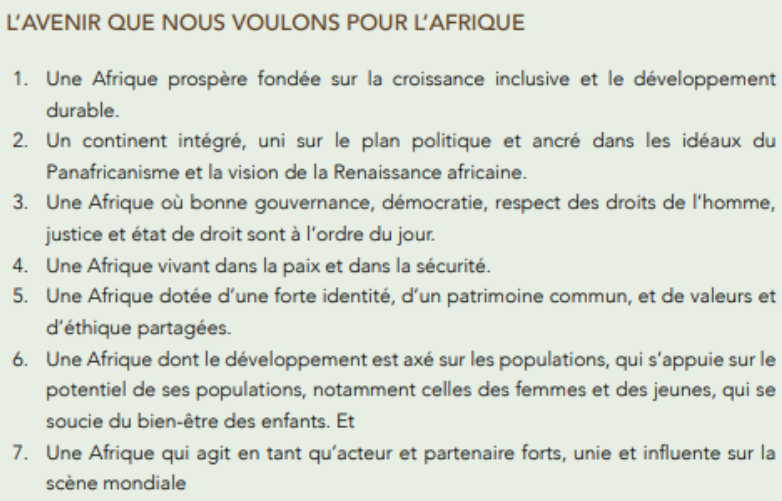 L’AVENIR QUE NOUS VOULONS POUR L’AFRIQUE
1. Une Afrique prospère fondée sur la croissance inclusive et le développement
durable.
2. Un continent intégré, uni sur le plan politique et ancré dans les idéaux du
Panafricanisme et la vision de la Renaissance africaine.
3. Une Afrique où bonne gouvernance, démocratie, respect des droits de l’homme,
justice et état de droit sont à l’ordre du jour.
4. Une Afrique vivant dans la paix et dans la sécurité.
5. Une Afrique dotée d’une forte identité, d’un patrimoine commun, et de valeurs et
d’éthique partagées.
6. Une Afrique dont le développement est axé sur les populations, qui s’appuie sur le
potentiel de ses populations, notamment celles des femmes et des jeunes, qui se
soucie du bien-être des enfants. Et
7. Une Afrique qui agit en tant qu’acteur et partenaire forts, unie et influente sur la
scène mondiale